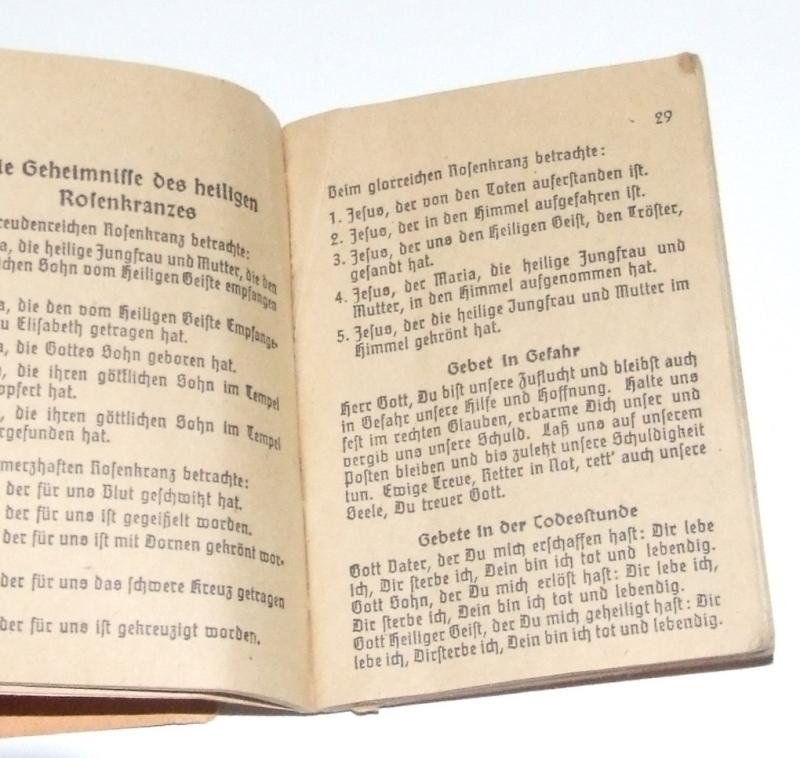 Geheimnisse des heiligen
Rosenkranzes
Rosenkranz betrachte:
die heilige Jungfrau und Mutter, die den
Sohn vom Heiligen Geiste empfangen
die den vom Heiligen Geiste Empfange-
Elisabeth getragen hat.
die Gottes Sohn geboren hat.
die ihren göttlichen Sohn im Tempel
hat.
die ihren göttlichen Sohn im Tempel
hat.
Rosenkranz betrachte:
der für uns Blut geschwitzt hat.
der für uns ist gegeißelt worden.
der für uns ist mit Dornen gekrönt wor-
der für uns das schwere Kreuz getragen
der für uns ist gekreuzigt worden.
29
Beim glorreichen Rosenkranz betrachte:
1. Jesus, der von den Toten auferstanden ist.
2. Jesus, der in den Himmel aufgefahren ist.
3. Jesus, der uns den Heiligen Geist, den Tröster,
gesandt hat.
4. Jesus, der Maria, die heilige Jungfrau und
Mutter, in den Himmel aufgenommen hat.
5. Jesus, der die heilige Jungfrau und Mutter im
Himmel gekrönt hat.
Gebet in Gefahr
Herr Gott, Du bist unsere Zuflucht und bleibst auch
in Gefahr unsere Hilfe und Hoffnung. Halte uns
fest im rechten Glauben, erbarme Dich unser und
vergib uns unsere Schuld. Laß uns auf unserem
Posten bleiben und bis zuletzt unsere Schuldigkeit
tun. Ewige Treue, Retter in Not, rett' auch unsere
Seele, Du treuer Gott.
Gebete in der Todesstunde
Gott Vater, der Du mich erschaffen hast: Dir lebe
ich, Dir sterbe ich, Dein bin ich tot und lebendig.
Gott Sohn, der Du mich erlöst hast: Dir lebe ich,
Dir sterbe ich, Dein bin ich tot und lebendig.
Gott Heiliger Geist, der Du mich geheiligt hast: Dir
lebe ich, Dir sterbe ich, Dein bin ich tot und lebendig.